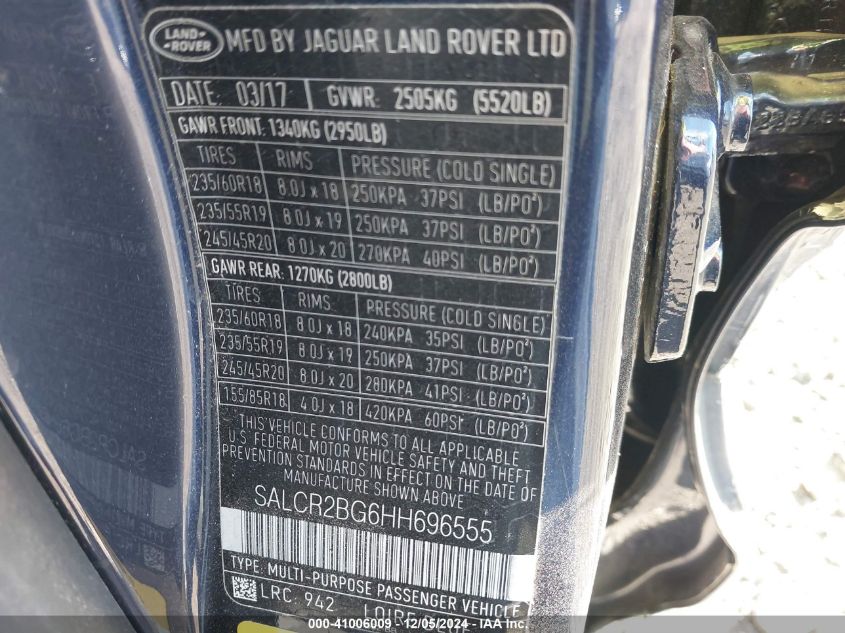 LAND ROVER MFD BY JAGUAR LAND ROVER LTD
DATE: 03/17 GVWR: 2505KG (5520LB)
GAWR FRONT: 1340KG (2950LB)
TIRES RIMS PRESSURE (COLD SINGLE)
235/60R18 8.0J x 18 250KPA 37PSI (LB/PO²)
235/55R19 8.0J x 19 250KPA 37PSI (LB/PO²)
245/45R20 8.0J x 20 270KPA 40PSI (LB/PO²)
GAWR REAR: 1270KG (2800LB)
TIRES RIMS PRESSURE (COLD SINGLE)
235/60R18 8.0J x 18 240KPA 35PSI (LB/PO²)
235/55R19 8.0J x 19 250KPA 37PSI (LB/PO²)
245/45R20 8.0J x 20 280KPA 41PSI (LB/PO²)
155/85R18 4.0J x 18 420KPA 60PSI (LB/PO²)
THIS VEHICLE CONFORMS TO ALL APPLICABLE
U.S FEDERAL MOTOR VEHICLE SAFETY AND THEFT
PREVENTION STANDARDS IN EFFECT ON THE DATE
OF MANUFACTURE SHOWN ABOVE.
SALCR2BG6HH696555
TYPE: MULTI-PURPOSE PASSENGER VEHICLE
LRC: 942 LOIRE BLUE
000-41006009 - 12/05/2024 - 000